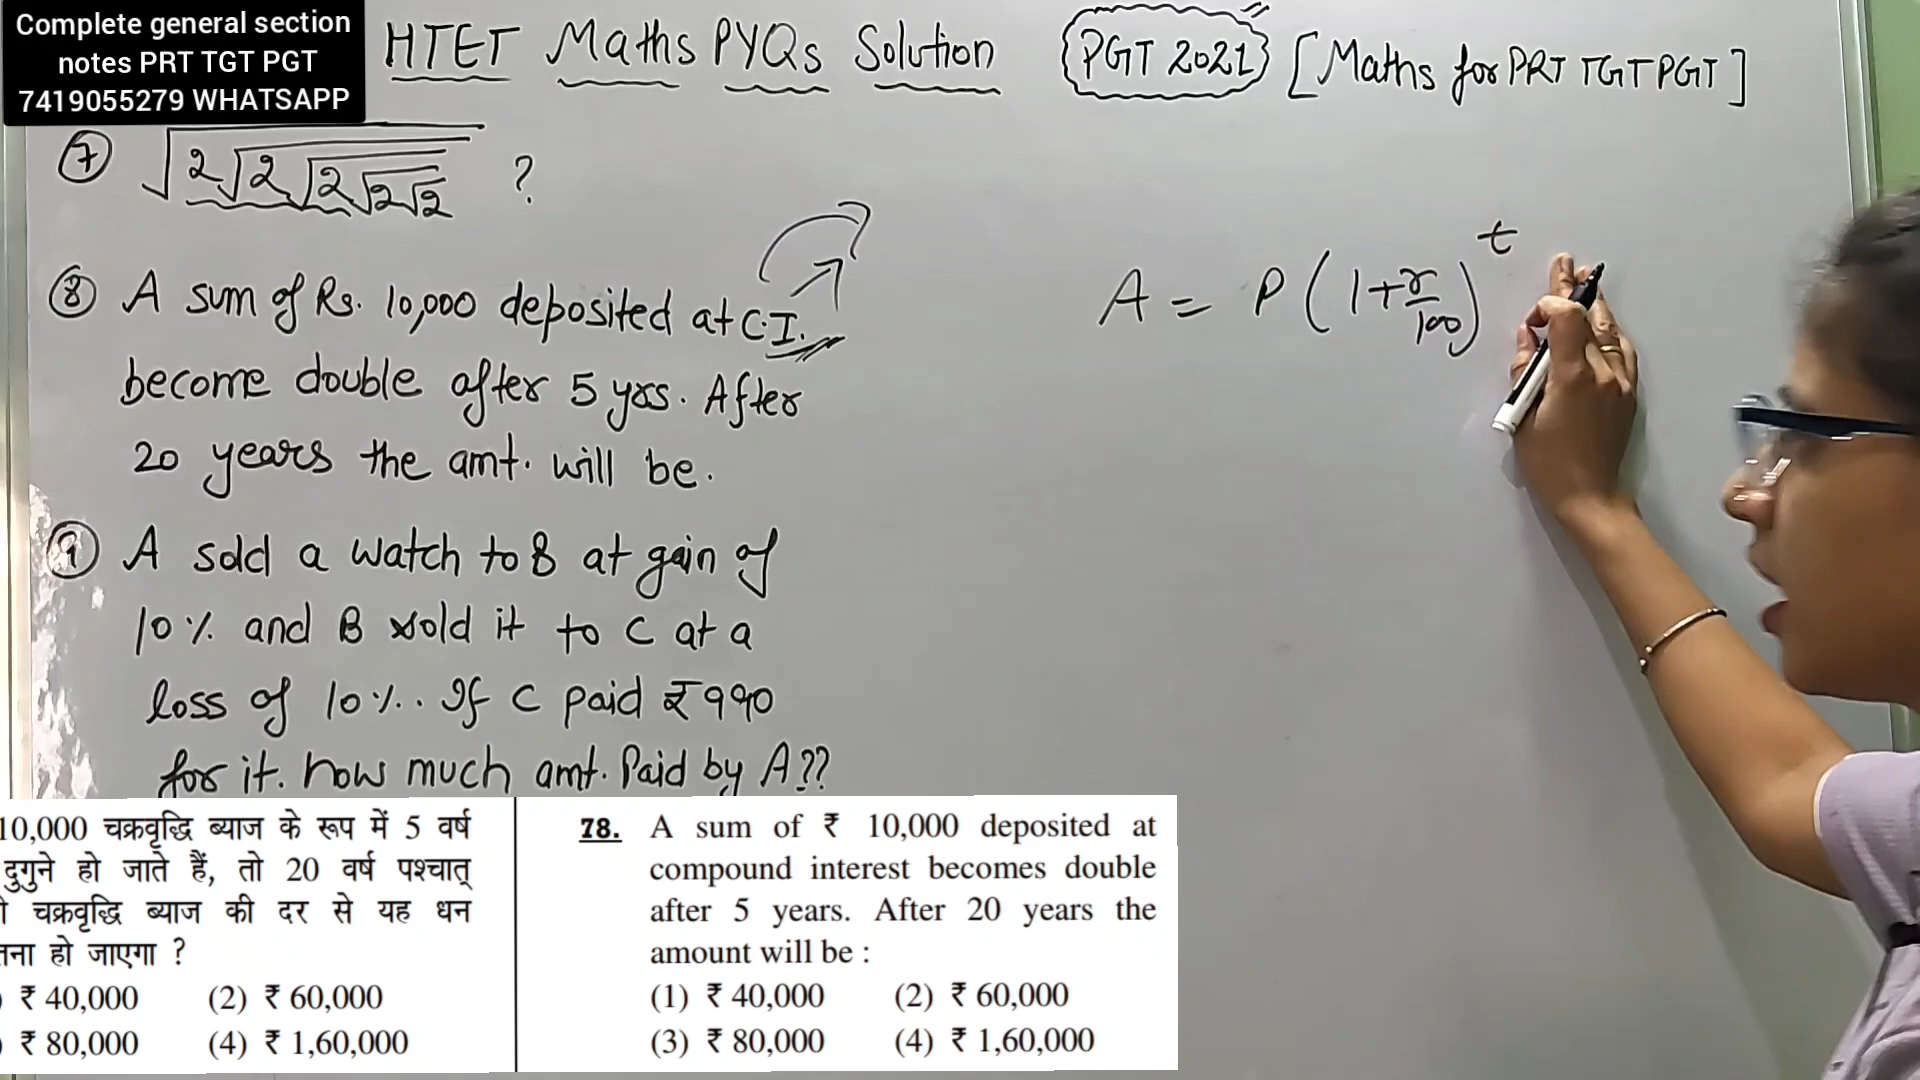 Complete general section
notes PRT TGT PGT
7419055279 WHATSAPP
HTET Maths PYQs Solution PGT 2021 [Maths for PRT TGT PGT]
7 √2√2√2√2√2 ?
8 A sum of Rs. 10,000 deposited at C.I.
become double after 5 yrs. After
20 years the amt. will be.
A = P(1+r/100)^t
9 A sold a watch to B at gain of
10% and B sold it to C at a
loss of 10%. If C paid ₹990
for it. how much amt. Paid by A??
10,000 चक्रवृद्धि ब्याज के रूप में 5 वर्ष
दुगुने हो जाते हैं, तो 20 वर्ष पश्चात्
चक्रवृद्धि ब्याज की दर से यह धन
हो जाएगा ?
₹ 40,000 (2) ₹ 60,000
₹ 80,000 (4) ₹ 1,60,000
78. A sum of ₹ 10,000 deposited at
compound interest becomes double
after 5 years. After 20 years the
amount will be :
(1) ₹ 40,000 (2) ₹ 60,000
(3) ₹ 80,000 (4) ₹ 1,60,000